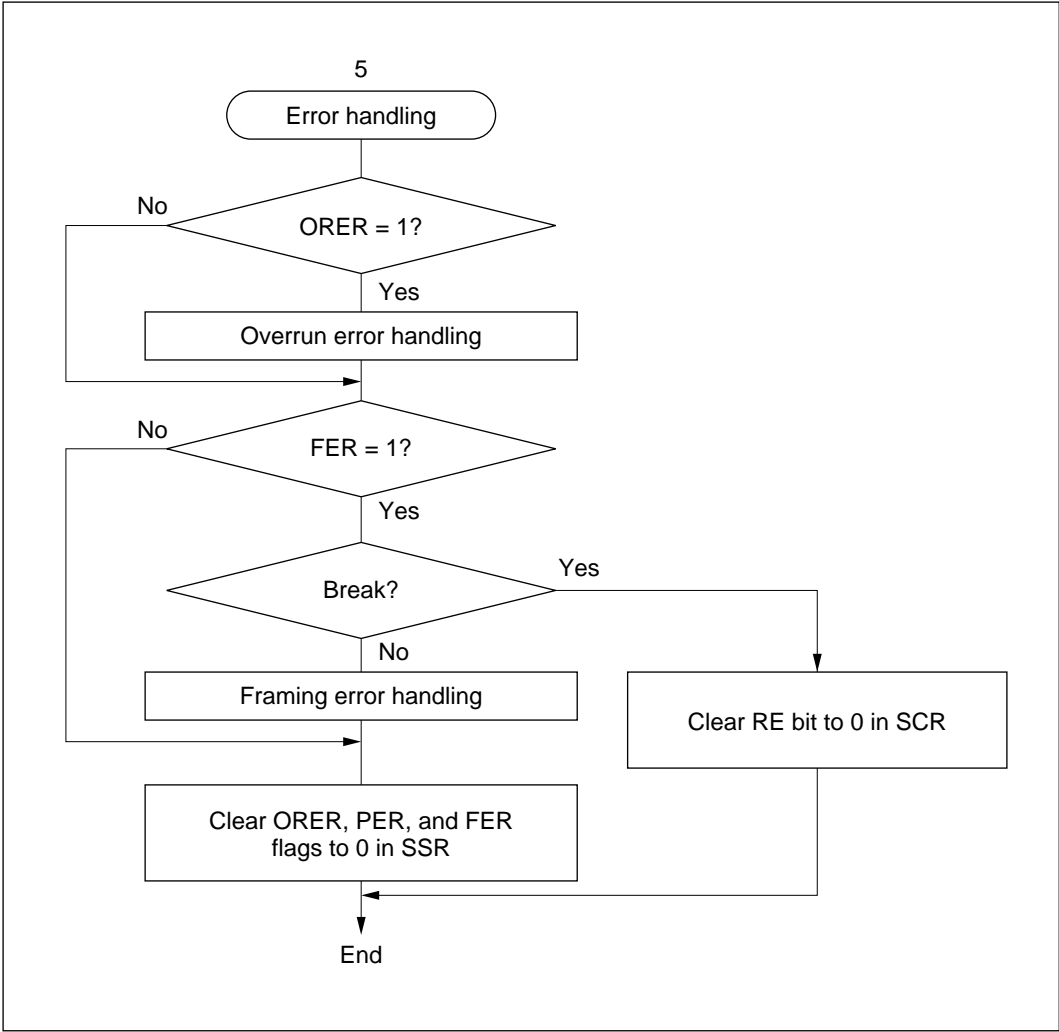 5
Error handling
No
ORER = 1?
Yes
Overrun error handling
No
FER = 1?
Yes
Break?
Yes
No
Framing error handling
Clear RE bit to 0 in SCR
Clear ORER, PER, and FER
flags to 0 in SSR
End